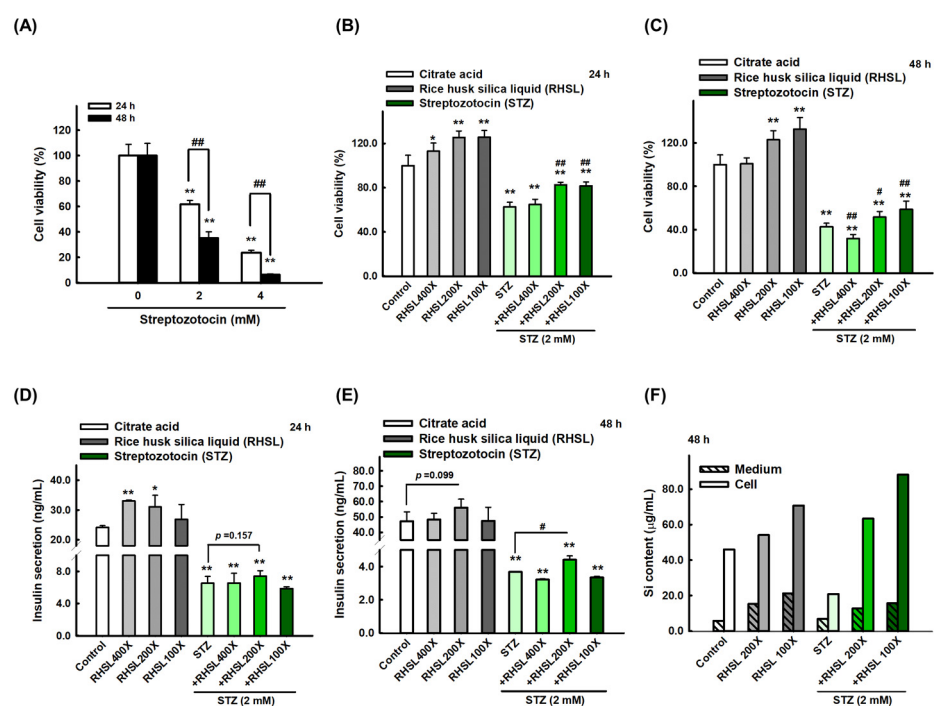 (A)
24 h
48 h
Cell viability (%)
120
100
80
60
40
20
0
##
**
**
##
**
**
0 2 4
Streptozotocin (mM)
(B)
Citrate acid 24 h
Rice husk silica liquid (RHSL)
Streptozotocin (STZ)
Cell viability (%)
160.0
120.0
80.0
40.0
0.0
* ** **
** ** ##
** ##
**
Control RHSL400X RHSL200X RHSL100X STZ +RHSL400X +RHSL200X +RHSL100X
STZ (2 mM)
(C)
48 h
Citrate acid
Rice husk silica liquid (RHSL)
Streptozotocin (STZ)
Cell viability (%)
160.0
120.0
80.0
40.0
0.0
** **
** ##
** #
** ##
**
Control RHSL400X RHSL200X RHSL100X STZ +RHSL400X +RHSL200X +RHSL100X
STZ (2 mM)
(D)
Citrate acid 24 h
Rice husk silica liquid (RHSL)
Streptozotocin (STZ)
Insulin secretion (ng/mL)
40.0
30.0
20.0
8.0
4.0
0.0
** *
p =0.157
** ** ** **
Control RHSL400X RHSL200X RHSL100X STZ +RHSL400X +RHSL200X +RHSL100X
STZ (2 mM)
(E)
Citrate acid 48 h
Rice husk silica liquid (RHSL)
Streptozotocin (STZ)
Insulin secretion (ng/mL)
80.0
70.0
60.0
50.0
40.0
4.0
2.0
0.0
p =0.099
#
** ** ** **
Control RHSL400X RHSL200X RHSL100X STZ +RHSL400X +RHSL200X +RHSL100X
STZ (2 mM)
(F)
48 h
Medium
Cell
SI content (μg/mL)
80.0
60.0
40.0
20.0
0.0
Control RHSL 200X RHSL 100X STZ +RHSL 200X +RHSL 100X
STZ (2 mM)